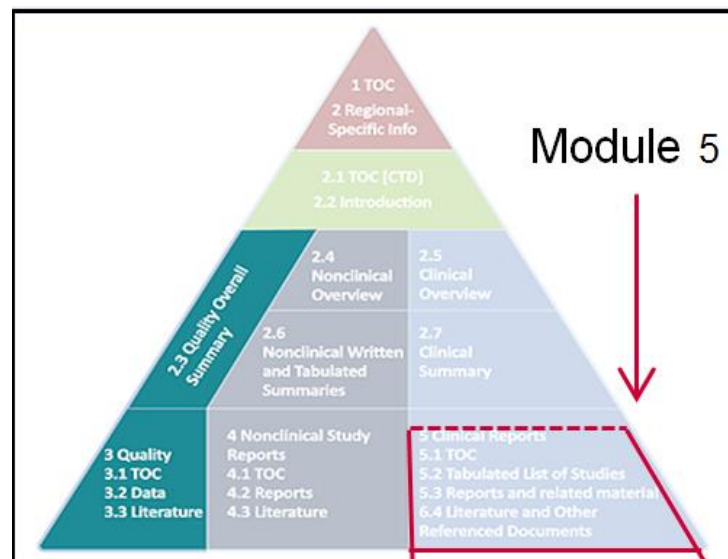 1 TOC
2 Regional-
Specific Info
Module 5
2.1 TOC [CTD]
2.2 Introduction
2.3 Quality Overall
Summary
2.4
Nonclinical
Overview
2.5
Clinical
Overview
2.6
Nonclinical Written
and Tabulated
Summaries
2.7
Clinical
Summary
3 Quality
3.1 TOC
3.2 Data
3.3 Literature
4 Nonclinical Study
Reports
4.1 TOC
4.2 Reports
4.3 Literature
5 Clinical Reports
5.1 TOC
5.2 Tabulated List of Studies
5.3 Reports and related material
6.4 Literature and Other
Referenced Documents